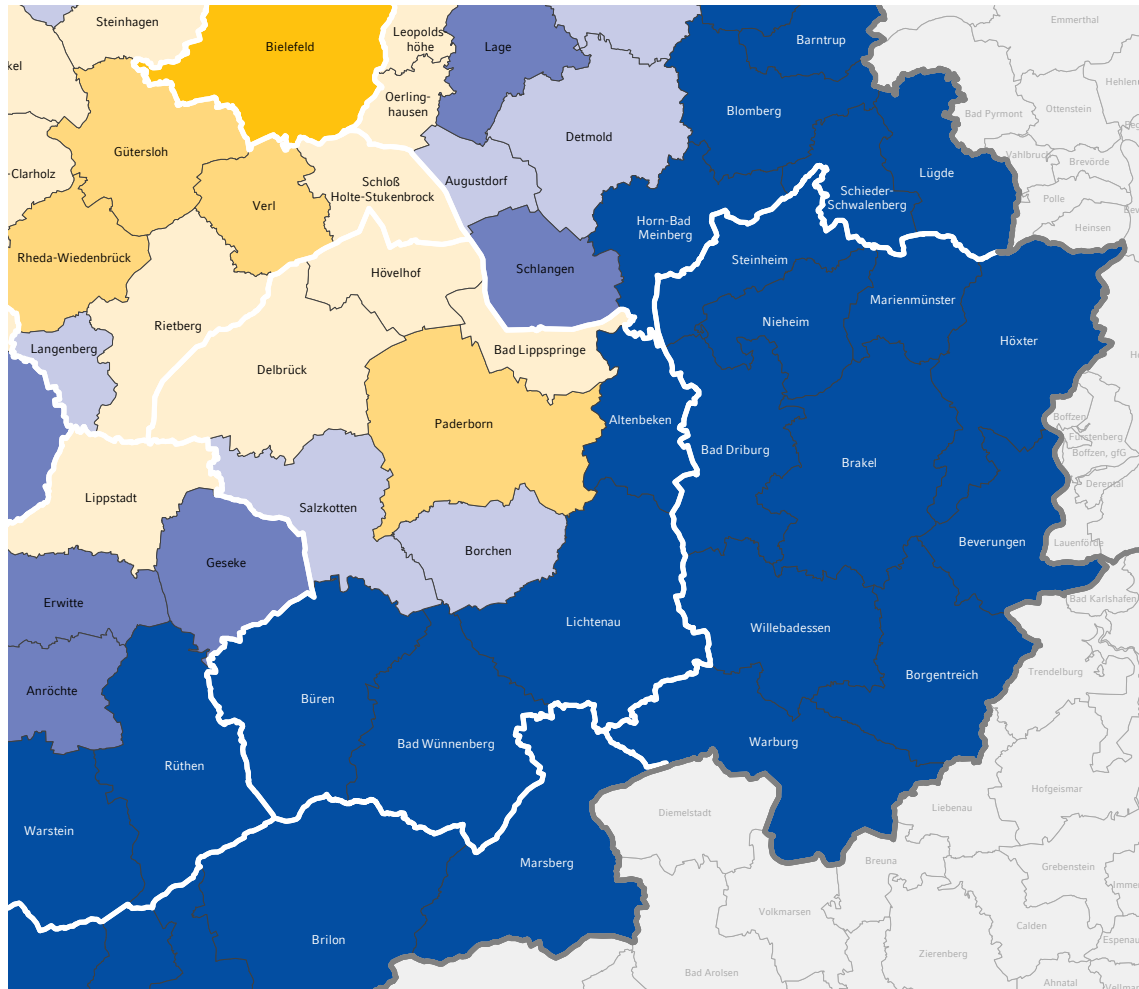 Steinhagen
Bielefeld
Leopolds
höhe
Lage
Barntrup
Emmerthal
kel
Oerling-
hausen
Blomberg
Detmold
Gütersloh
Bad Pyrmont
Ottenstein
Vahlbruch
Brevörde
-Clarholz
Schloß
Holte-Stukenbrock
Augustdorf
Lügde
Verl
Schieder-
Schwalenberg
Polle
Horn-Bad
Meinberg
Heinsen
Rheda-Wiedenbrück
Hövelhof
Schlangen
Steinheim
Marienmünster
Rietberg
Nieheim
Höxter
Langenberg
Bad Lippspringe
Delbrück
Paderborn
Altenbeken
Boffzen
Fürstenberg
Bad Driburg
Boffzen, gfG
Brakel
Derental
Lippstadt
Salzkotten
Borchen
Beverungen
Lauenförde
Geseke
Erwitte
Bad Karlshafen
Lichtenau
Willebadessen
Trendelburg
Borgentreich
Anröchte
Büren
Bad Wünnenberg
Warburg
Rüthen
Hofgeismar
Diemelstadt
Liebenau
Warstein
Marsberg
Breuna
Grebenstein
Imme
Volkmarsen
Calden
Brilon
Espenau
Zierenberg
Bad Arolsen
Ahnatal
Vellmar